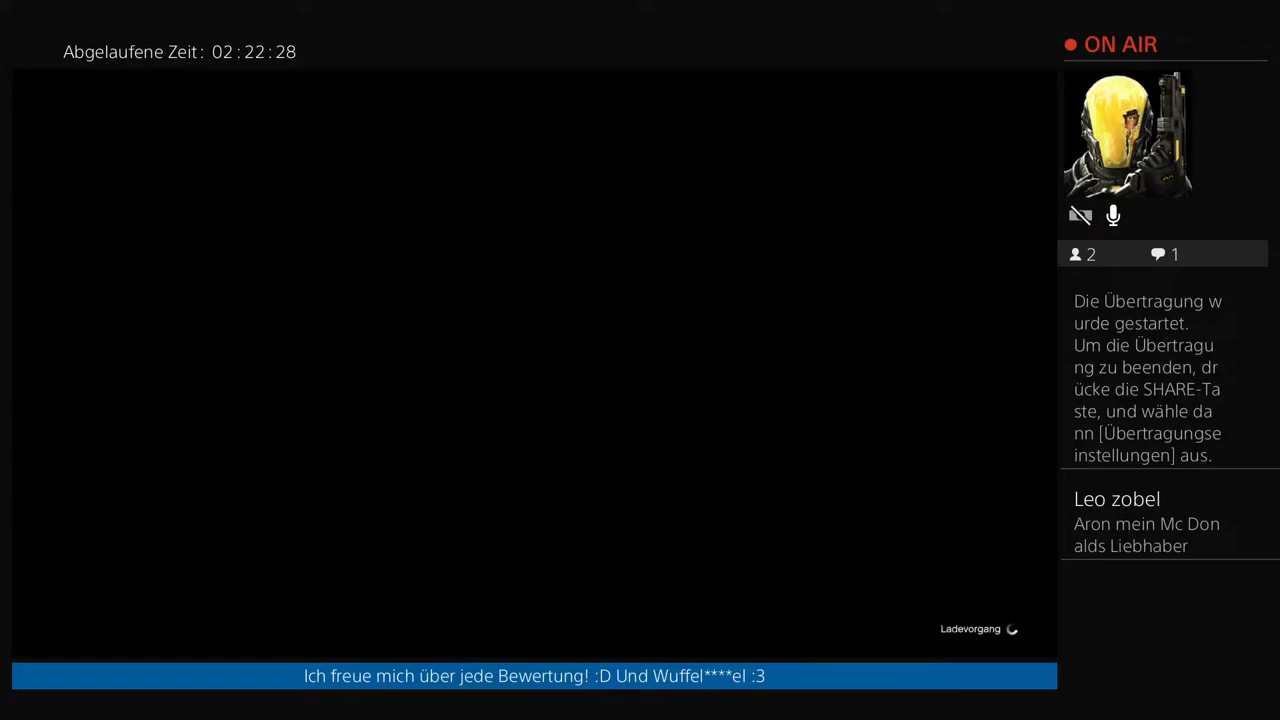 Abgelaufene Zeit: 02:22:28
ON AIR
2
1
Die Übertragung w
urde gestartet.
Um die Übertragu
ng zu beenden, dr
ücke die SHARE-Ta
ste, und wähle da
nn [Übertragungse
instellungen] aus.
Leo zobel
Aron mein Mc Don
alds Liebhaber
Ladevorgang
Ich freue mich über jede Bewertung! :D Und Wuffel****el :3